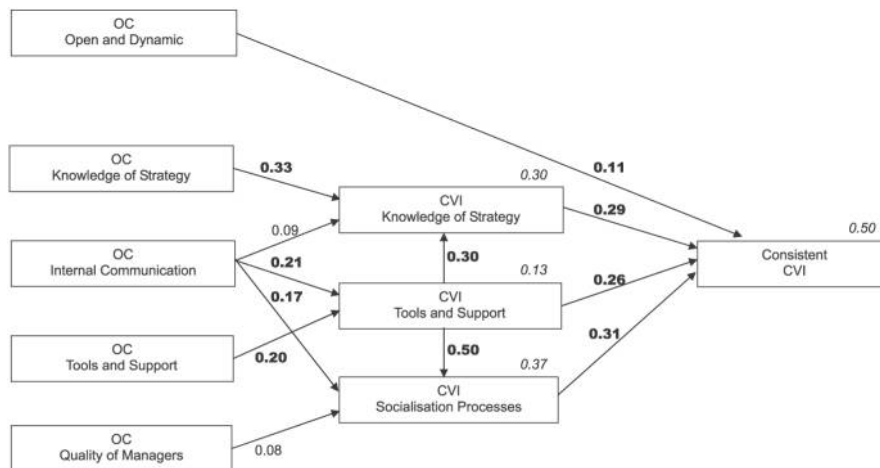 OC
Open and Dynamic
OC
Knowledge of Strategy
0.33
0.30
CVI
Knowledge of Strategy
0.11
0.29
0.50
Consistent
CVI
OC
Internal Communication
0.09
0.21
0.17
0.30
0.13
CVI
Tools and Support
0.26
OC
Tools and Support
0.20
0.50
0.37
CVI
Socialisation Processes
0.31
OC
Quality of Managers
0.08